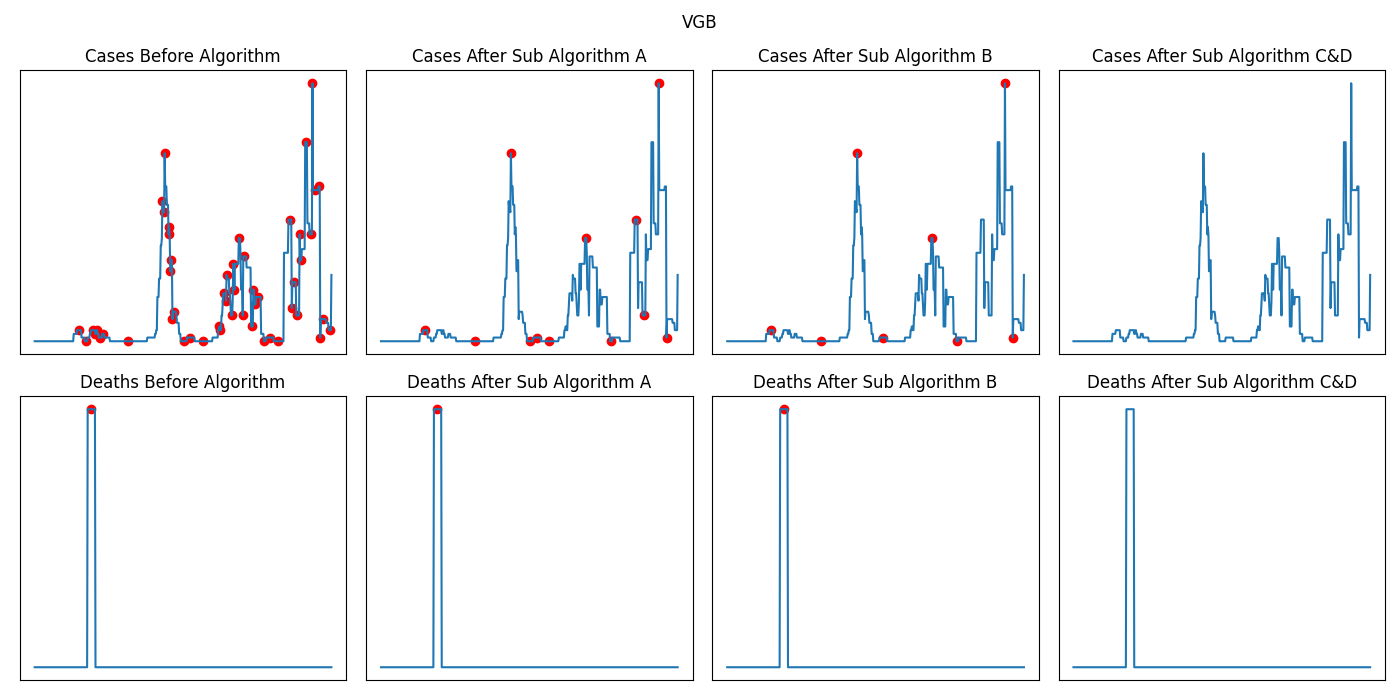 VGB
Cases Before Algorithm
Cases After Sub Algorithm A
Cases After Sub Algorithm B
Cases After Sub Algorithm C&D
Deaths Before Algorithm
Deaths After Sub Algorithm A
Deaths After Sub Algorithm B
Deaths After Sub Algorithm C&D